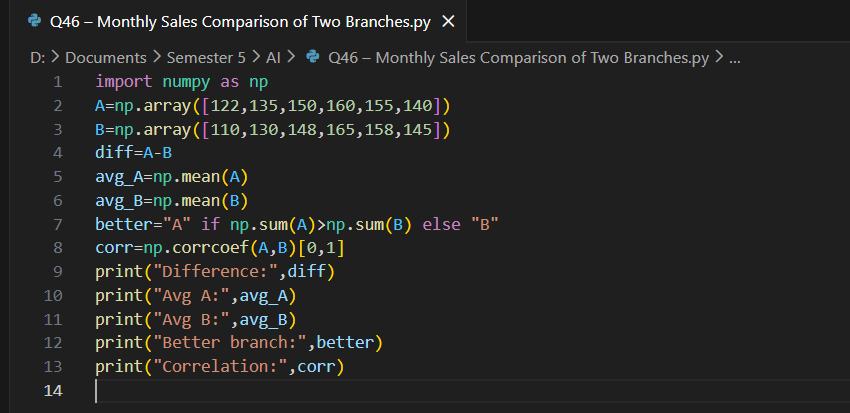 Q46 – Monthly Sales Comparison of Two Branches.py
D: > Documents > Semester 5 > AI > Q46 – Monthly Sales Comparison of Two Branches.py > ...
1 import numpy as np
2 A=np.array([122,135,150,160,155,140])
3 B=np.array([110,130,148,165,158,145])
4 diff=A-B
5 avg_A=np.mean(A)
6 avg_B=np.mean(B)
7 better="A" if np.sum(A)>np.sum(B) else "B"
8 corr=np.corrcoef(A,B)[0,1]
9 print("Difference:",diff)
10 print("Avg A:",avg_A)
11 print("Avg B:",avg_B)
12 print("Better branch:",better)
13 print("Correlation:",corr)
14